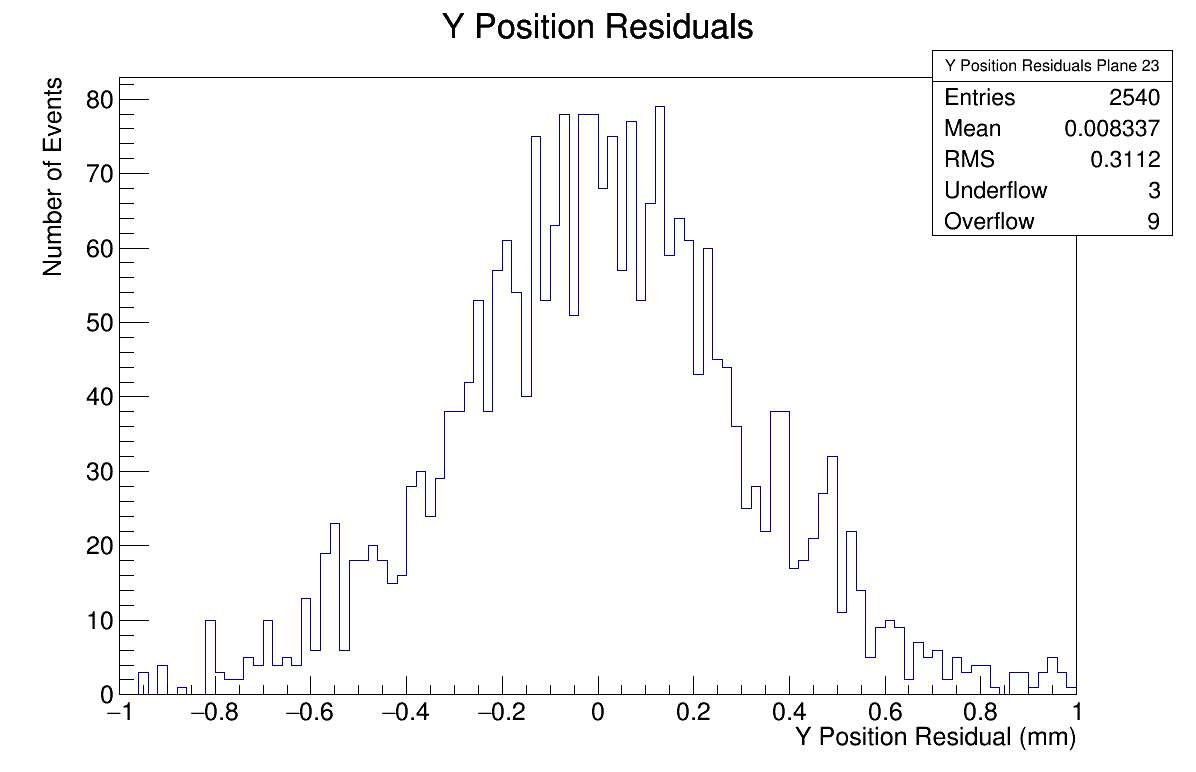 Y Position Residuals
Y Position Residuals Plane 23
Entries 2540
Mean 0.008337
RMS 0.3112
Underflow 3
Overflow 9
Number of Events
80
70
60
50
40
30
20
10
0
−1 −0.8 −0.6 −0.4 −0.2 0 0.2 0.4 0.6 0.8 1
Y Position Residual (mm)